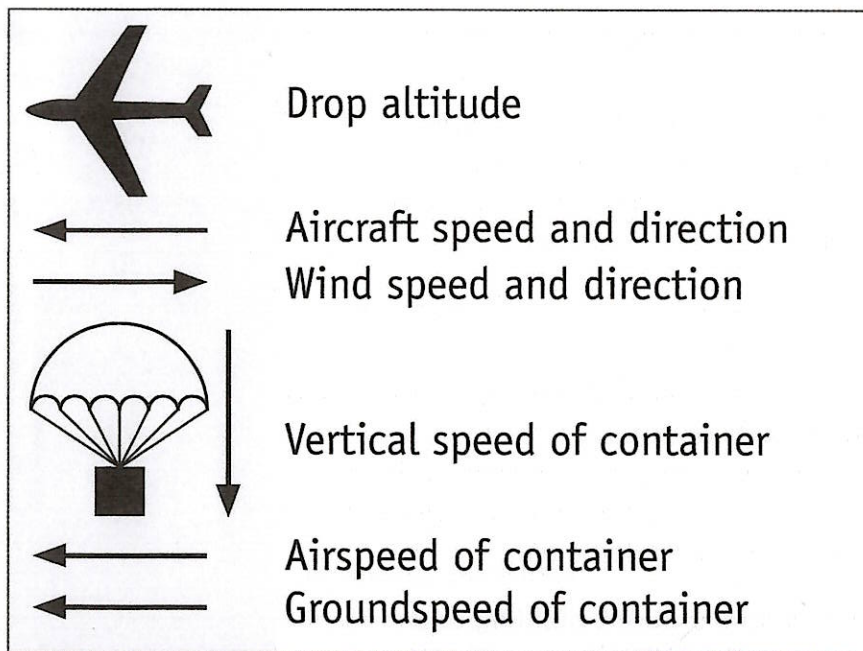 Drop altitude
Aircraft speed and direction
Wind speed and direction
Vertical speed of container
Airspeed of container
Groundspeed of container